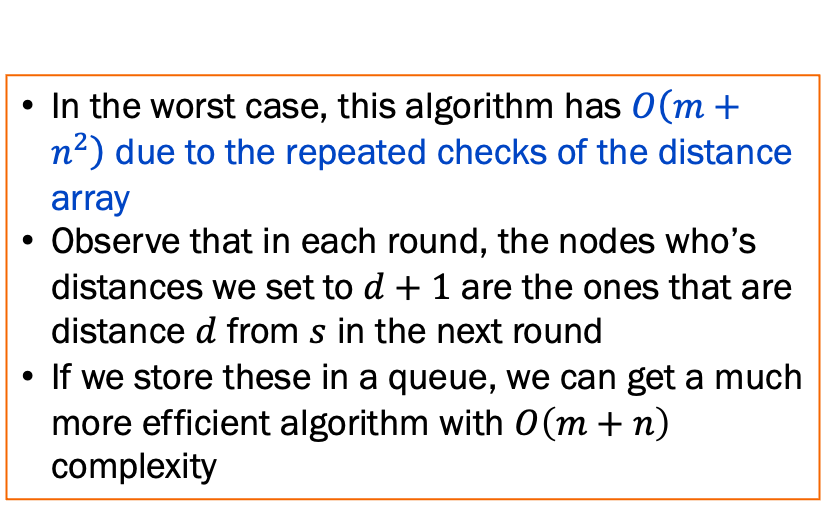 • In the worst case, this algorithm has O(m +
n²) due to the repeated checks of the distance
array
• Observe that in each round, the nodes who’s
distances we set to d + 1 are the ones that are
distance d from s in the next round
• If we store these in a queue, we can get a much
more efficient algorithm with O(m + n)
complexity